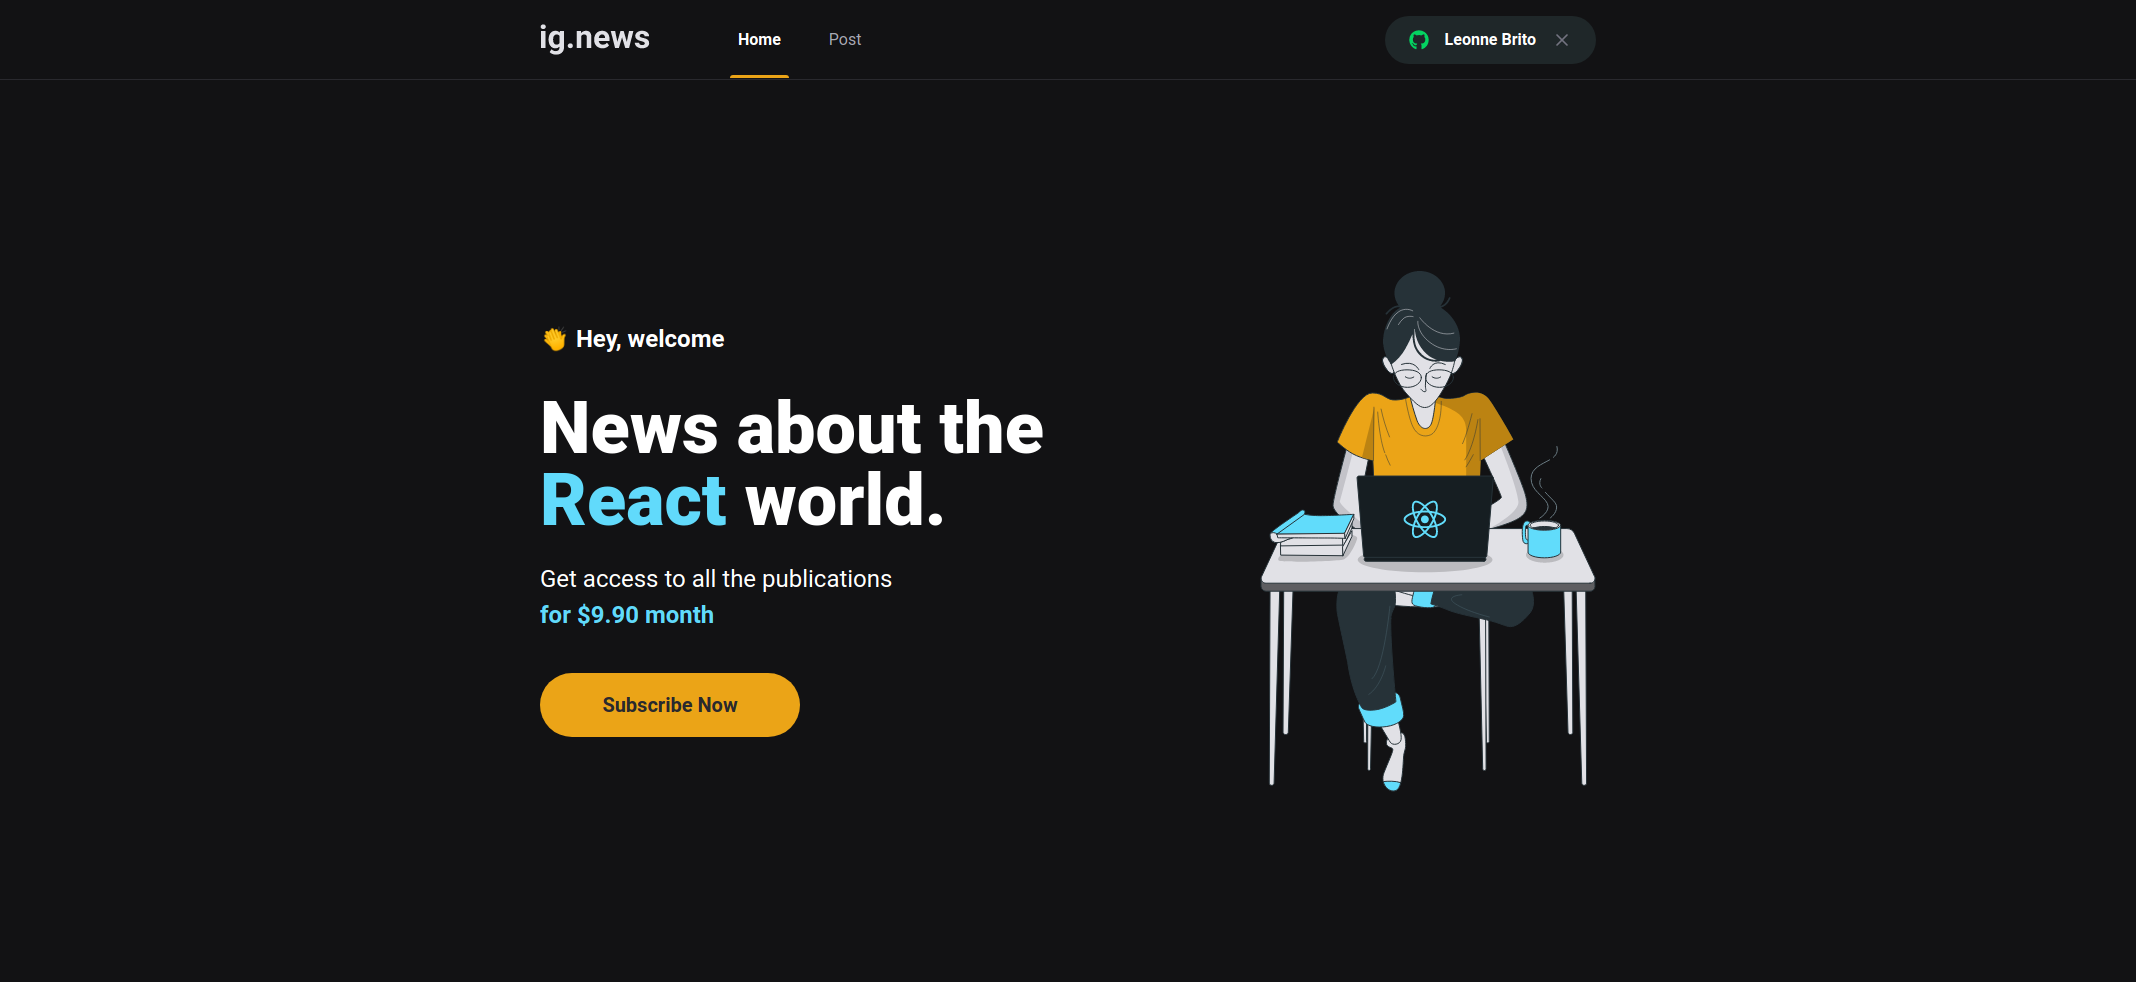 ig.news
Home
Post
Leonne Brito
👏 Hey, welcome
News about the
React world.
Get access to all the publications
for $9.90 month
Subscribe Now